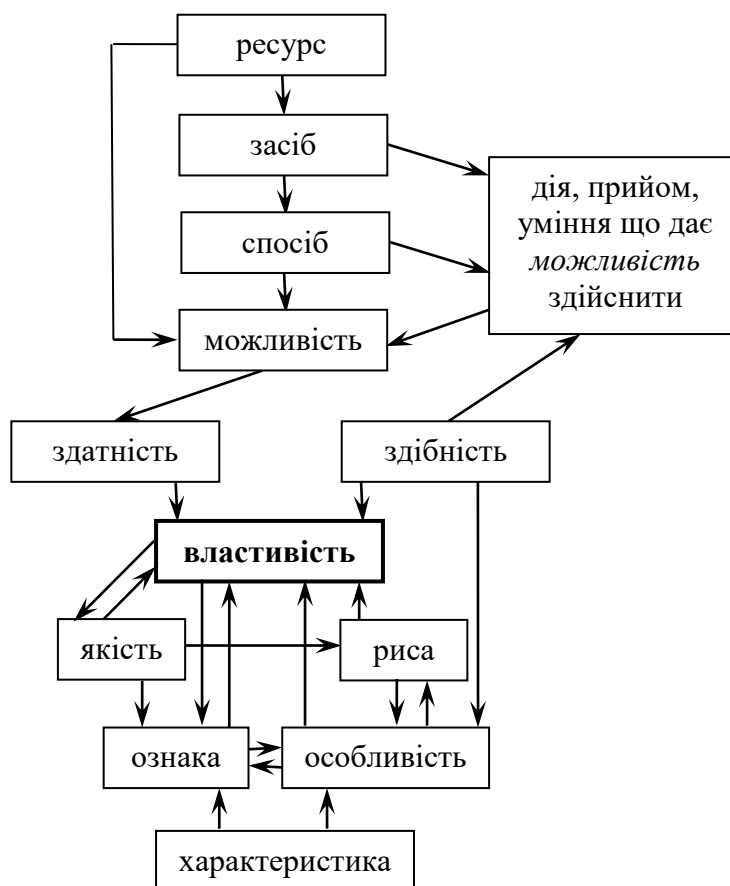 ресурс
засіб
дія, прийом,
уміння що дає
можливість
здійснити
спосіб
можливість
здатність
здібність
властивість
якість
риса
ознака
особливість
характеристика